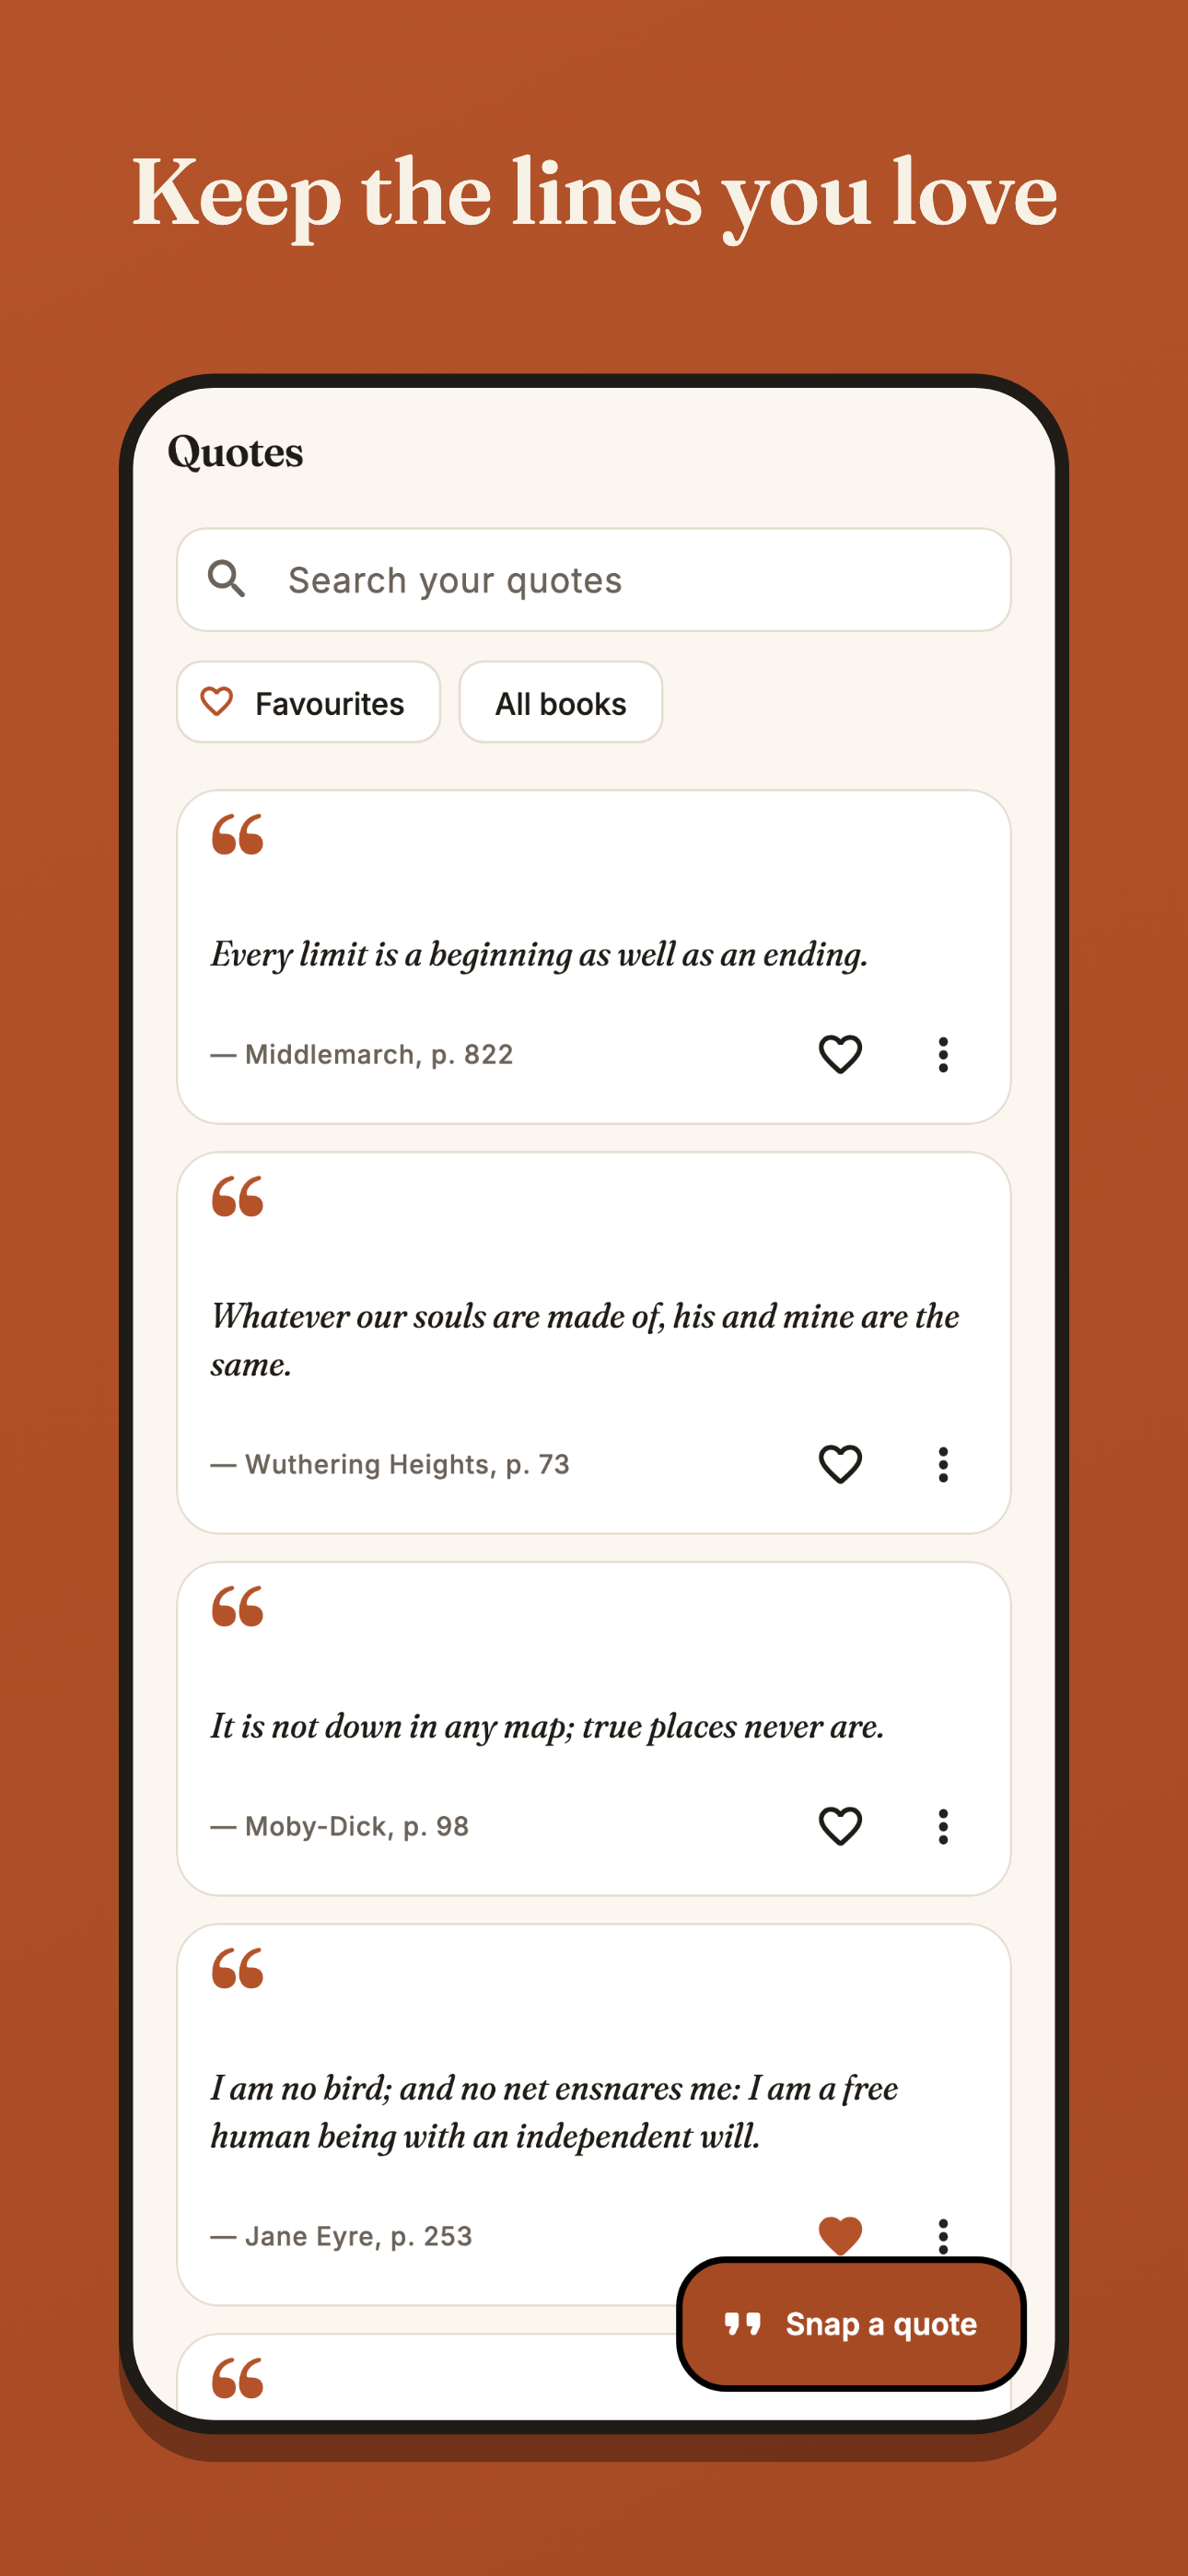 Keep the lines you love
Quotes
Search your quotes
Favourites
All books
“
Every limit is a beginning as well as an ending.
— Middlemarch, p. 822
“
Whatever our souls are made of, his and mine are the
same.
— Wuthering Heights, p. 73
“
It is not down in any map; true places never are.
— Moby-Dick, p. 98
“
I am no bird; and no net ensnares me: I am a free
human being with an independent will.
— Jane Eyre, p. 253
Snap a quote
“